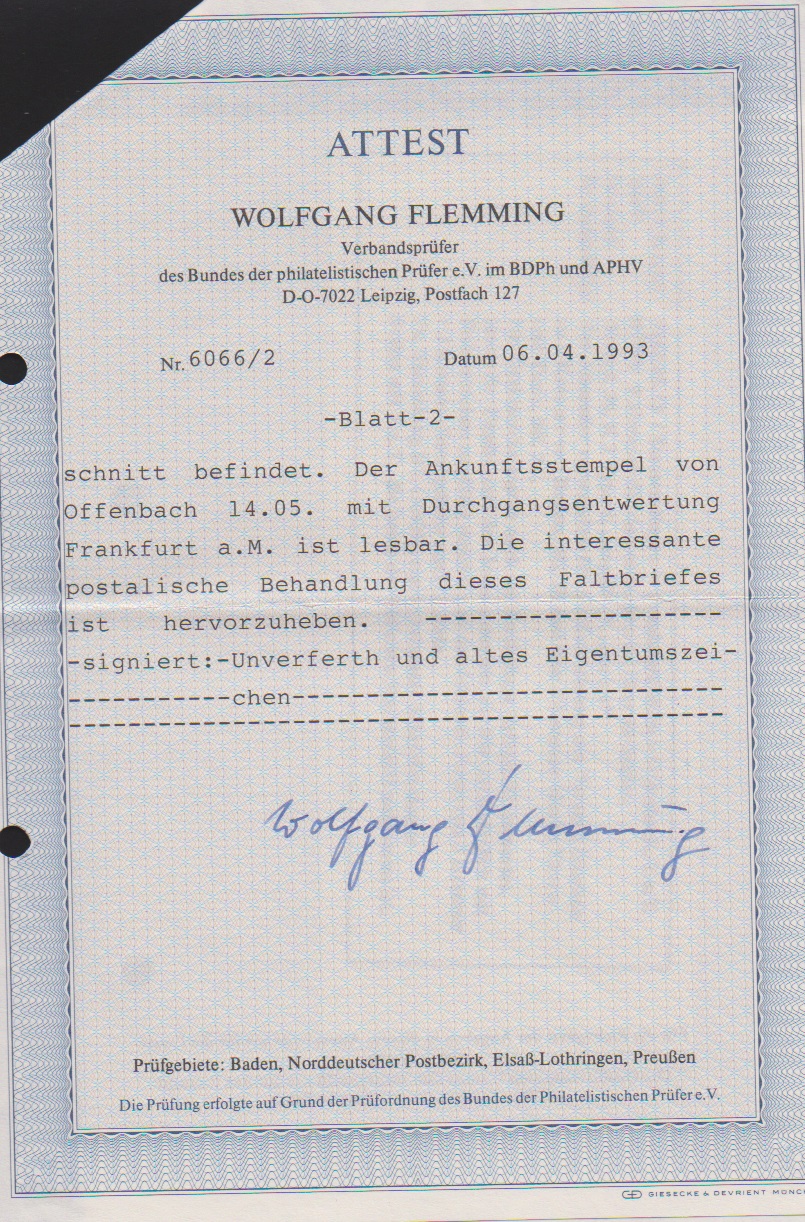 ATTEST
WOLFGANG FLEMMING
Verbandsprüfer
des Bundes der philatelistischen Prüfer e.V. im BDPh und APHV
D-O-7022 Leipzig, Postfach 127
Nr. 6066/2 Datum 06.04.1993
-Blatt-2-
schnitt befindet. Der Ankunftsstempel von
Offenbach 14.05. mit Durchgangsentwertung
Frankfurt a.M. ist lesbar. Die interessante
postalische Behandlung dieses Faltbriefes
ist hervorzuheben. --------------------
-signiert:-Unverferth und altes Eigentumszei-
-----------chen-----------------------------
--------------------------------------------
Wolfgang Flemming
Prüfgebiete: Baden, Norddeutscher Postbezirk, Elsaß-Lothringen, Preußen
Die Prüfung erfolgte auf Grund der Prüfordnung des Bundes der Philatelistischen Prüfer e.V.
GIESECKE & DEVRIENT MÜNC